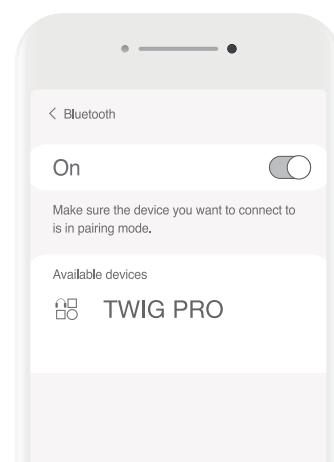 Bluetooth
On
Make sure the device you want to connect to
is in pairing mode.
Available devices
TWIG PRO